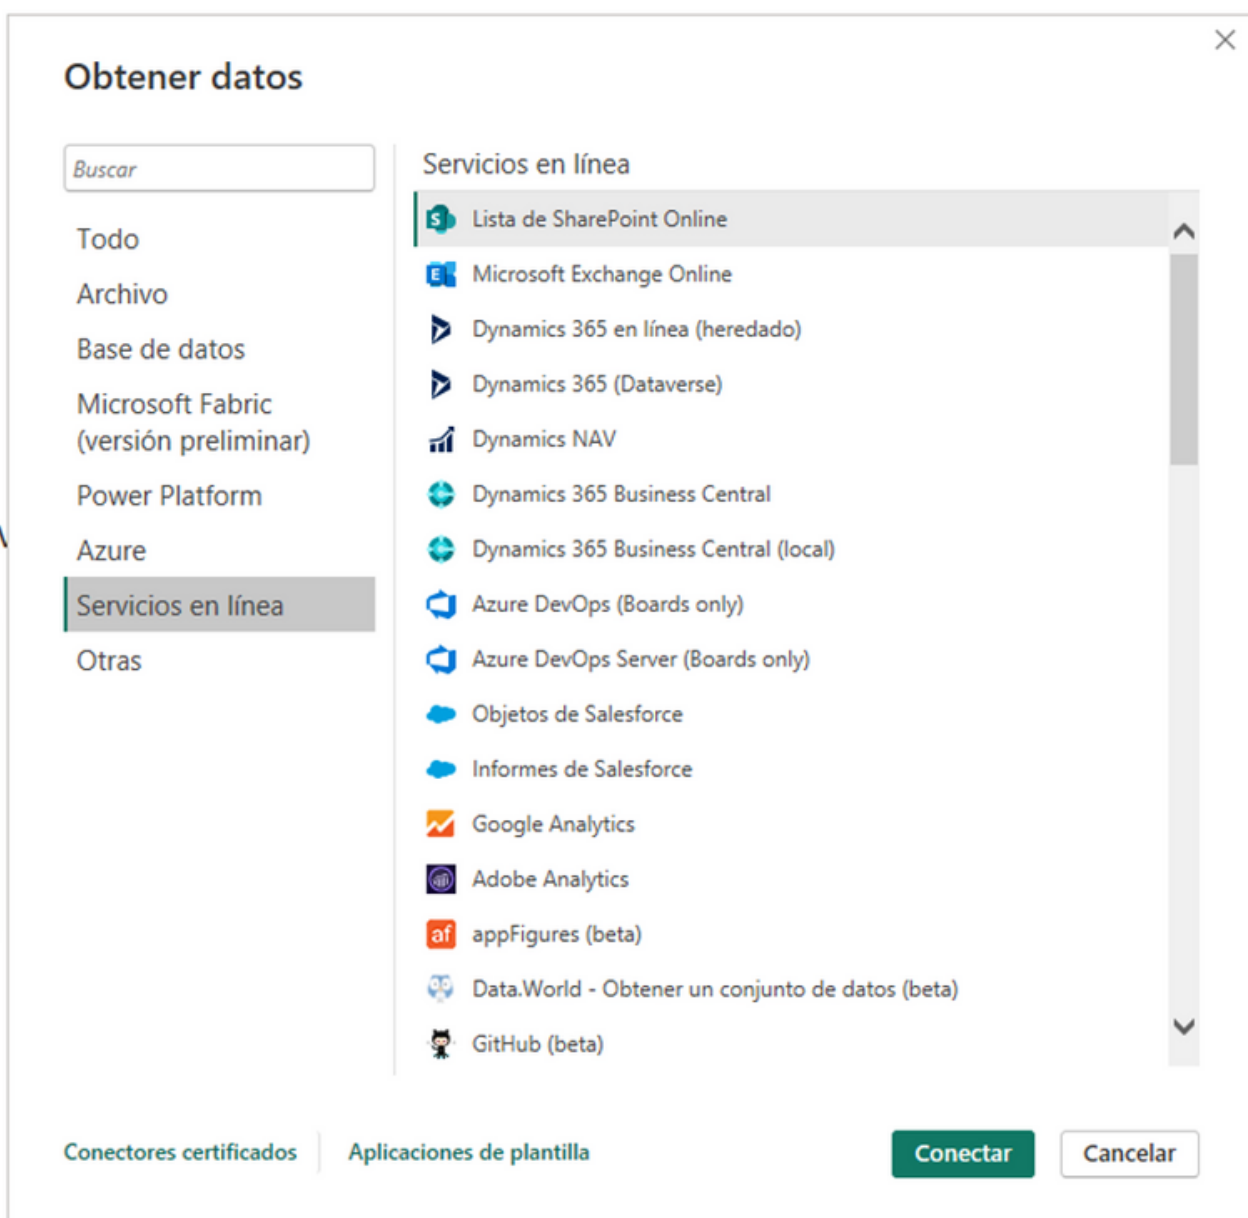 Obtener datos
Buscar
Todo
Archivo
Base de datos
Microsoft Fabric
(versión preliminar)
Power Platform
Azure
Servicios en línea
Otras
Servicios en línea
Lista de SharePoint Online
Microsoft Exchange Online
Dynamics 365 en línea (heredado)
Dynamics 365 (Dataverse)
Dynamics NAV
Dynamics 365 Business Central
Dynamics 365 Business Central (local)
Azure DevOps (Boards only)
Azure DevOps Server (Boards only)
Objetos de Salesforce
Informes de Salesforce
Google Analytics
Adobe Analytics
af appFigures (beta)
Data.World - Obtener un conjunto de datos (beta)
GitHub (beta)
Conectores certificados
Aplicaciones de plantilla
Conectar
Cancelar